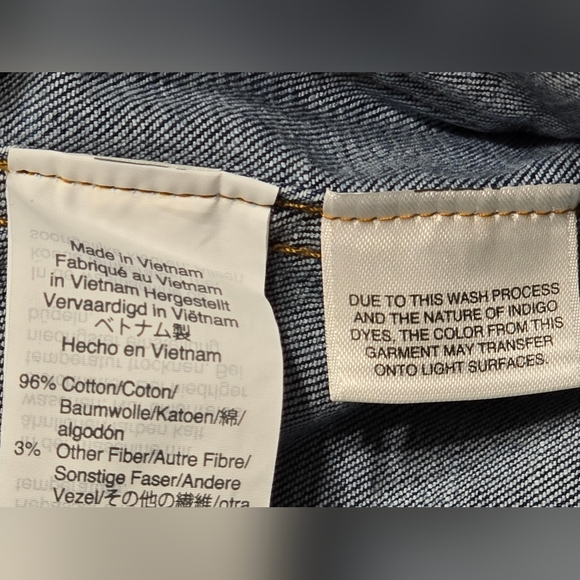 Made in Vietnam
Fabriqué au Vietnam
in Vietnam Hergestellt
Vervaardigd in Viëtnam
ベトナム製
Hecho en Vietnam
96% Cotton/Coton/
Baumwolle/Katoen/綿/
algodón
3% Other Fiber/Autre Fibre/
Sonstige Faser/Andere
Vezel/その他の繊維/otra
DUE TO THIS WASH PROCESS
AND THE NATURE OF INDIGO
DYES, THE COLOR FROM THIS
GARMENT MAY TRANSFER
ONTO LIGHT SURFACES.